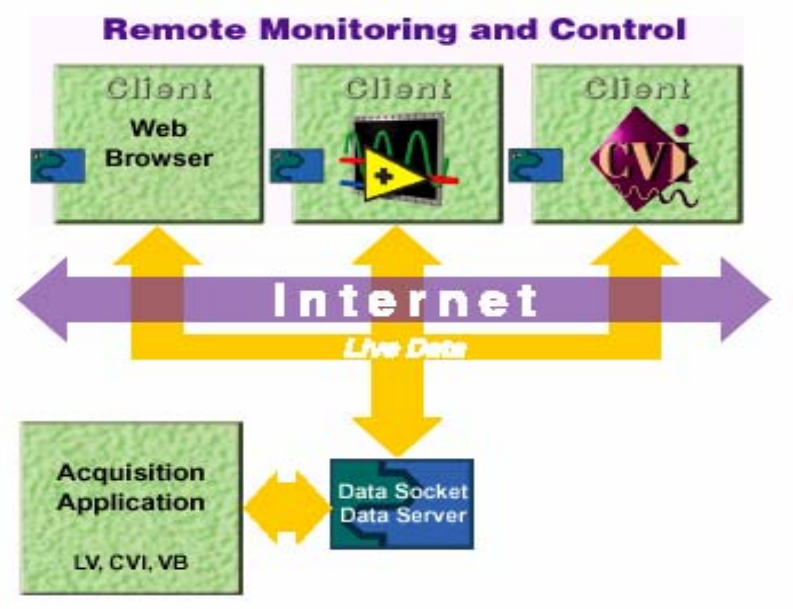 Remote Monitoring and Control
Client
Client
Client
Web
Browser
CVI
Internet
Live Data
Acquisition
Application
LV, CVI, VB
Data Socket
Data Server